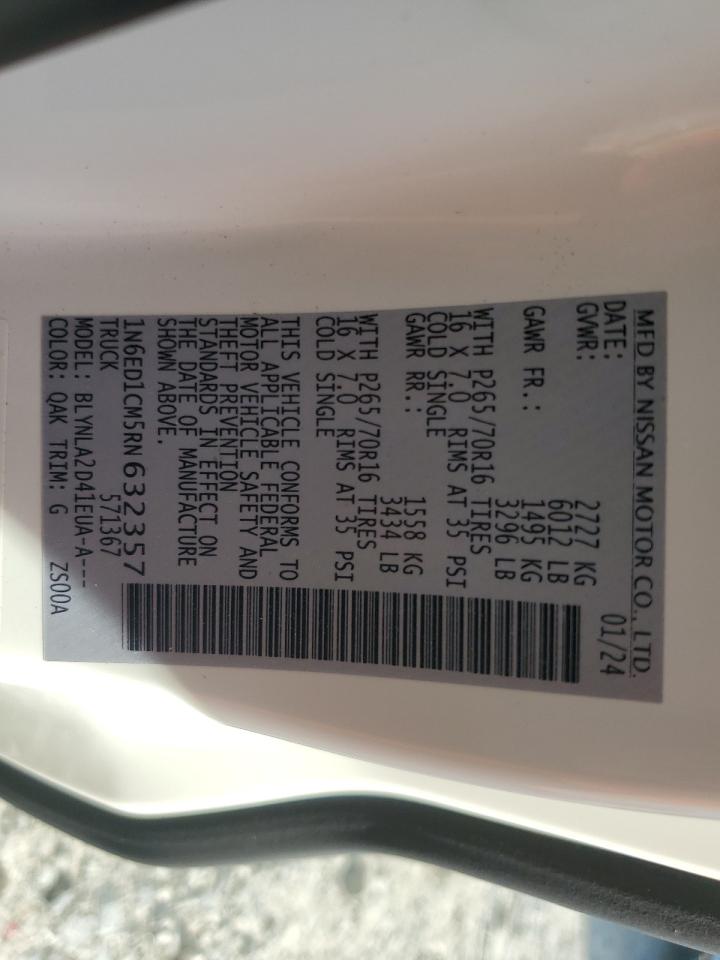 MFD BY NISSAN MOTOR CO., LTD.
DATE: 01/24
GVWR: 2727 KG
6012 LB
GAWR FR.: 1495 KG
3296 LB
WITH P265/70R16 TIRES
16 X 7.0 RIMS AT 35 PSI
COLD SINGLE
GAWR RR.: 1558 KG
3434 LB
WITH P265/70R16 TIRES
16 X 7.0 RIMS AT 35 PSI
COLD SINGLE
THIS VEHICLE CONFORMS TO
ALL APPLICABLE FEDERAL
MOTOR VEHICLE SAFETY AND
THEFT PREVENTION
STANDARDS IN EFFECT ON
THE DATE OF MANUFACTURE
SHOWN ABOVE.
1N6ED1CM5RN632357
TRUCK 571367
MODEL: BLYNLA2D41EUA-A---
COLOR: QAK TRIM: G ZS00A